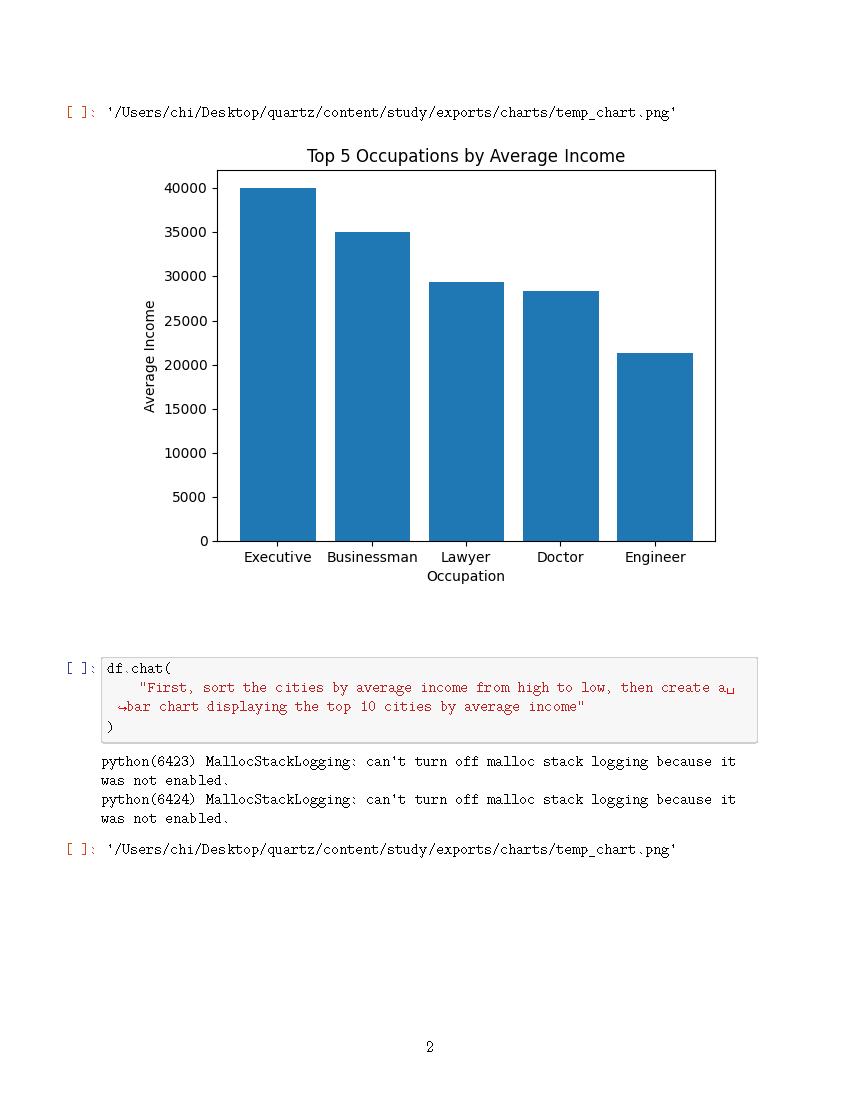 [ ]: '/Users/chi/Desktop/quartz/content/study/exports/charts/temp_chart.png'
Top 5 Occupations by Average Income
40000
35000
30000
25000
20000
15000
10000
5000
0
Average Income
Executive Businessman Lawyer Doctor Engineer
Occupation
[ ]: df.chat(
"First, sort the cities by average income from high to low, then create a␣
↪bar chart displaying the top 10 cities by average income"
)
python(6423) MallocStackLogging: can't turn off malloc stack logging because it
was not enabled.
python(6424) MallocStackLogging: can't turn off malloc stack logging because it
was not enabled.
[ ]: '/Users/chi/Desktop/quartz/content/study/exports/charts/temp_chart.png'
2